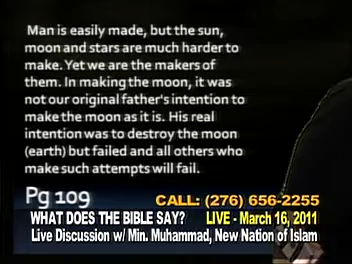 Man is easily made, but the sun,
moon and stars are much harder to
make. Yet we are the makers of
them. In making the moon, it was
not our original father's intention to
make the moon as it is. His real
intention was to destroy the moon
(earth) but failed and all others who
make such attempts will fail.
Pg 109
CALL: (276) 656-2255
WHAT DOES THE BIBLE SAY? LIVE - March 16, 2011
Live Discussion w/ Min. Muhammad, New Nation of Islam